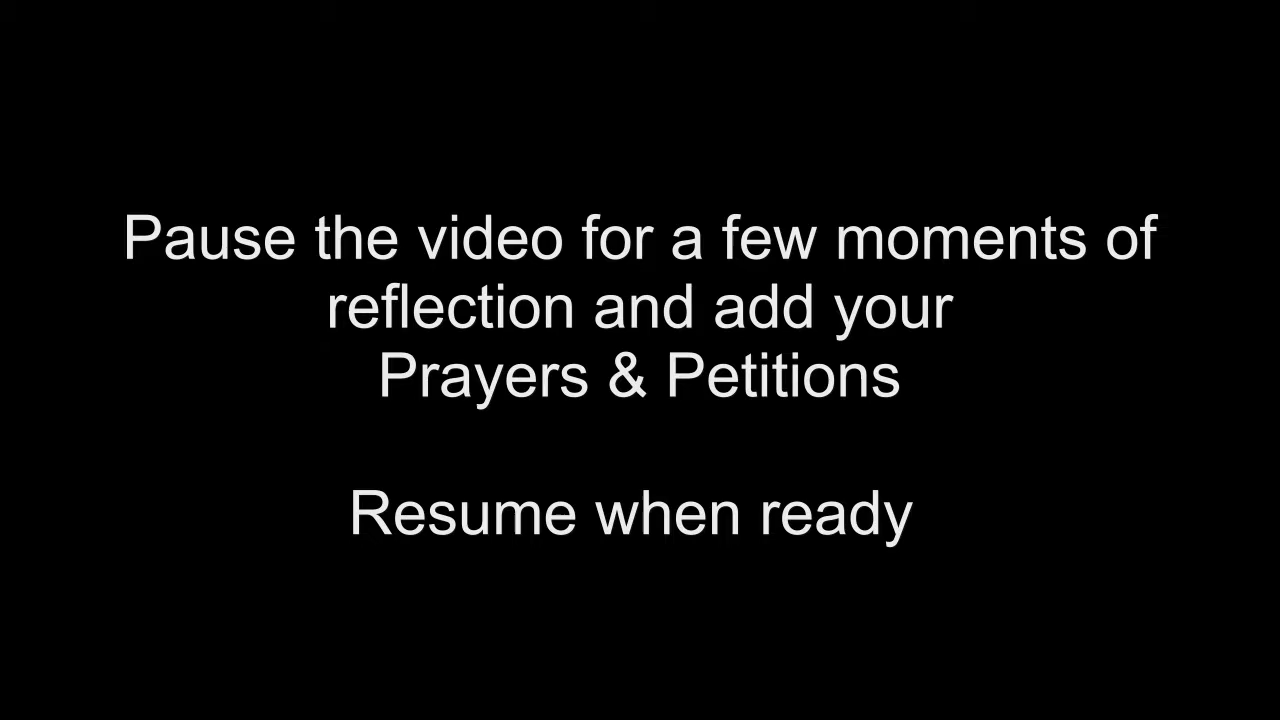 Pause the video for a few moments of
reflection and add your
Prayers & Petitions
Resume when ready